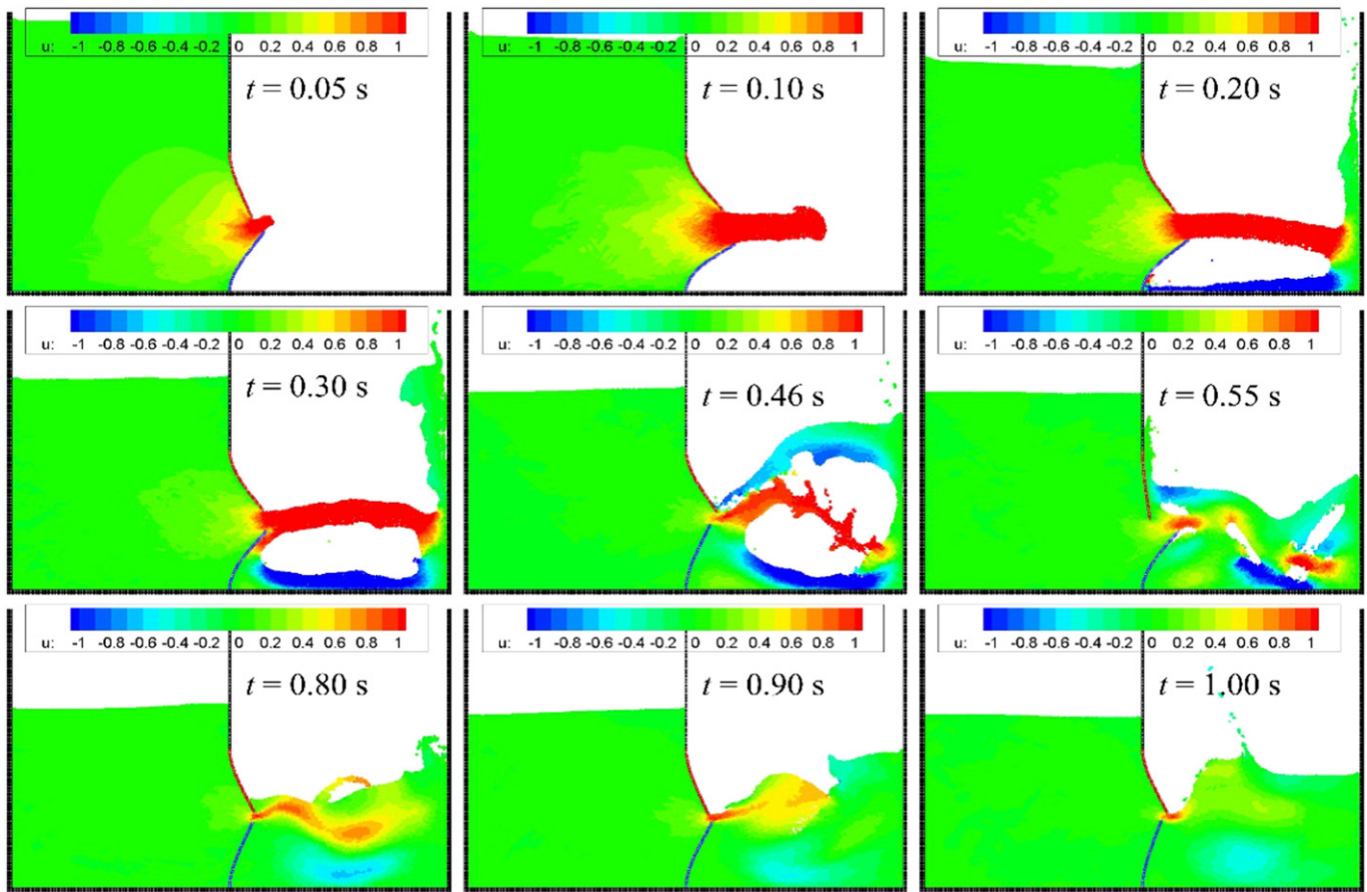 u: -1 -0.8 -0.6 -0.4 -0.2 0 0.2 0.4 0.6 0.8 1
t = 0.05 s
u: -1 -0.8 -0.6 -0.4 -0.2 0 0.2 0.4 0.6 0.8 1
t = 0.10 s
u: -1 -0.8 -0.6 -0.4 -0.2 0 0.2 0.4 0.6 0.8 1
t = 0.20 s
u: -1 -0.8 -0.6 -0.4 -0.2 0 0.2 0.4 0.6 0.8 1
t = 0.30 s
u: -1 -0.8 -0.6 -0.4 -0.2 0 0.2 0.4 0.6 0.8 1
t = 0.46 s
u: -1 -0.8 -0.6 -0.4 -0.2 0 0.2 0.4 0.6 0.8 1
t = 0.55 s
u: -1 -0.8 -0.6 -0.4 -0.2 0 0.2 0.4 0.6 0.8 1
t = 0.80 s
u: -1 -0.8 -0.6 -0.4 -0.2 0 0.2 0.4 0.6 0.8 1
t = 0.90 s
u: -1 -0.8 -0.6 -0.4 -0.2 0 0.2 0.4 0.6 0.8 1
t = 1.00 s